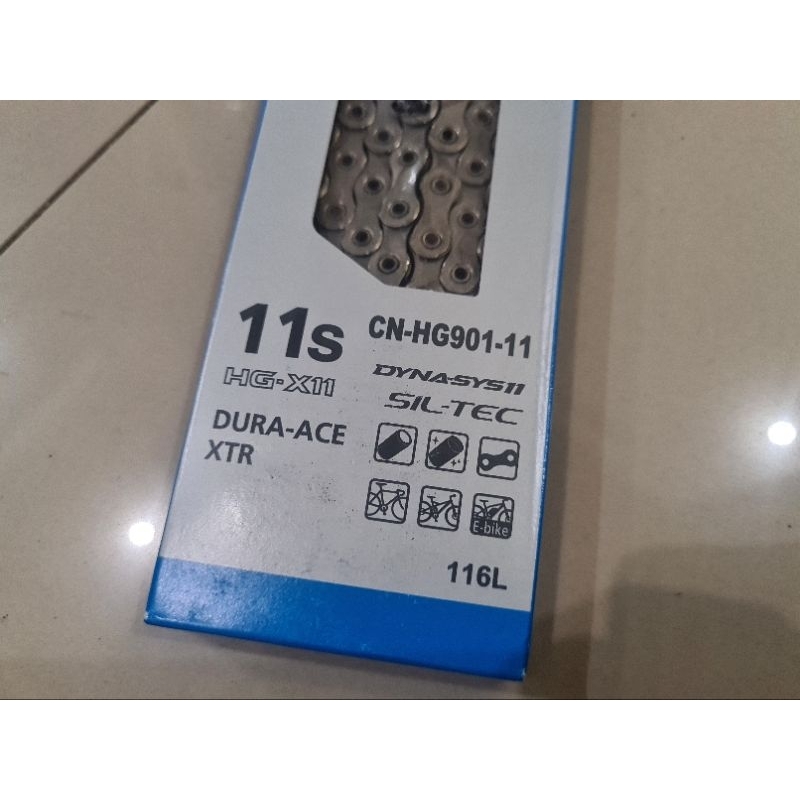 11s
HG-X11
DURA-ACE
XTR
CN-HG901-11
DYNA-SYS11
SIL-TEC
E-bike
116L